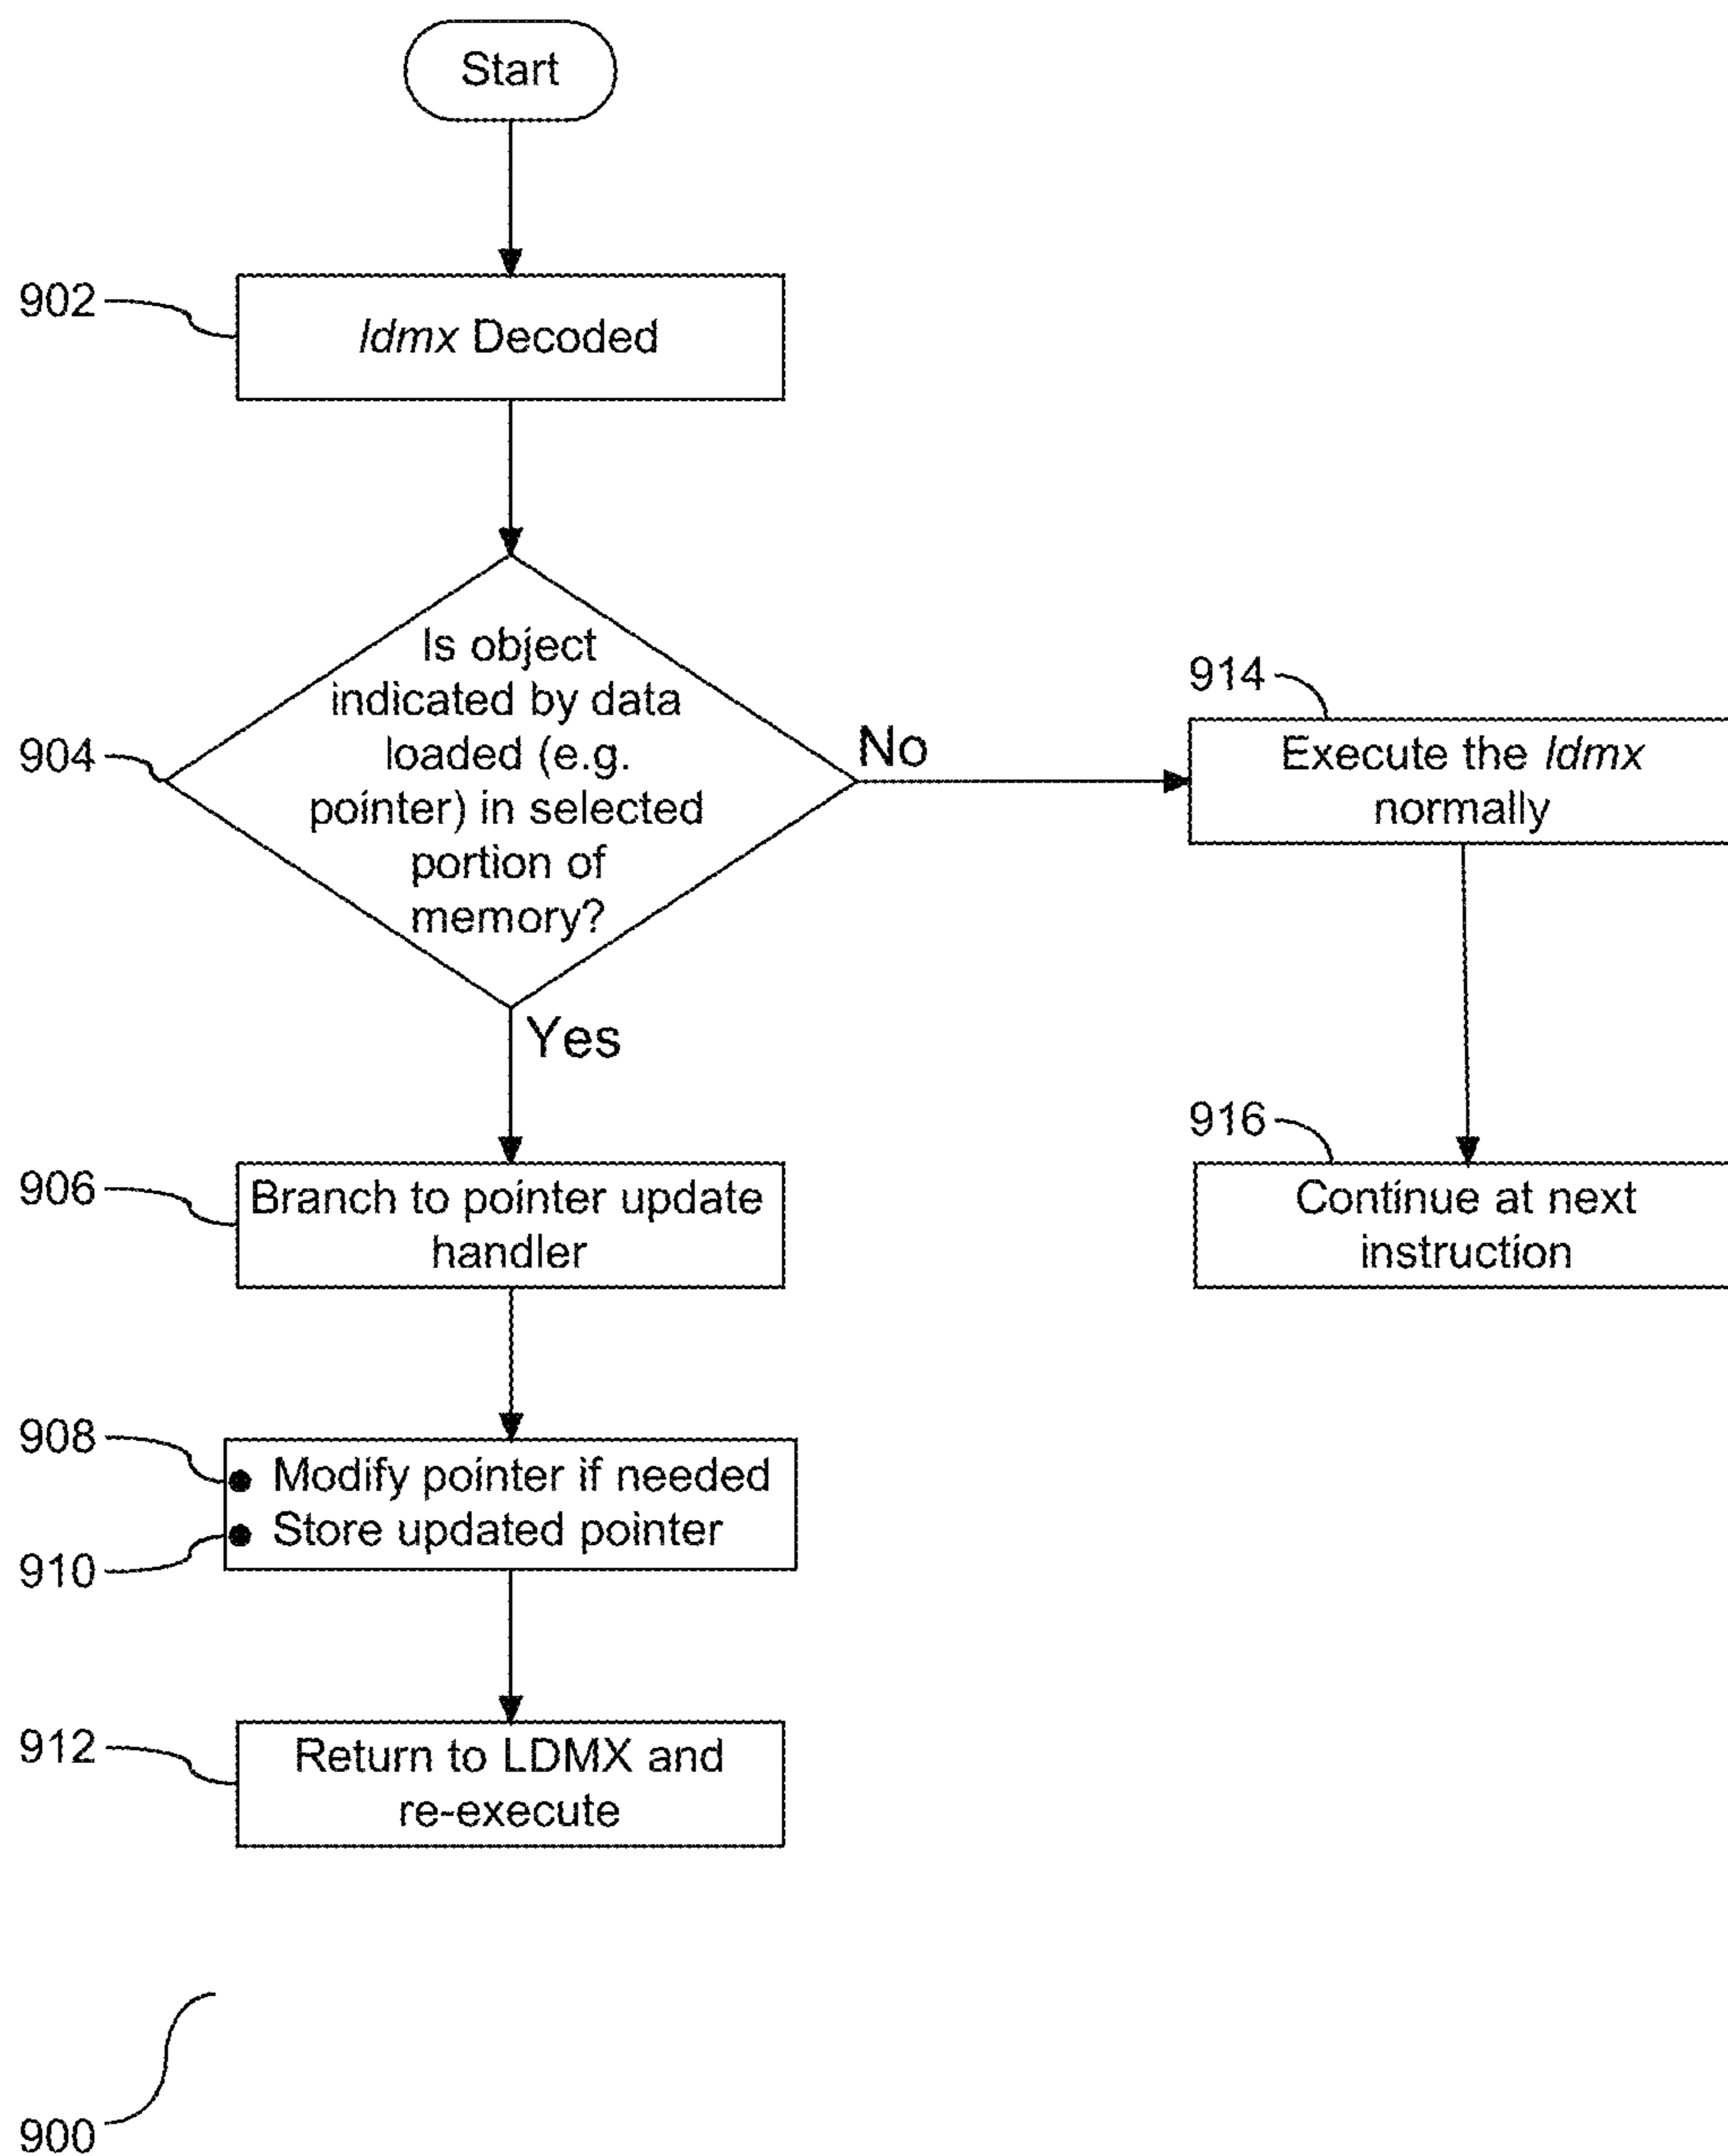 Start
902
ldmx Decoded
Is object
indicated by data
loaded (e.g.
pointer) in selected
portion of
memory?
904
No
914
Execute the ldmx
normally
Yes
916
Continue at next
instruction
906
Branch to pointer update
handler
908
• Modify pointer if needed
• Store updated pointer
910
912
Return to LDMX and
re-execute
900